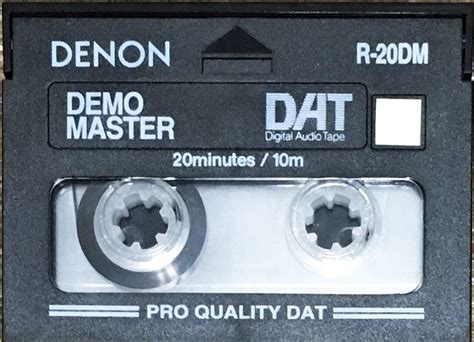 DENON R-20DM
DEMO
MASTER
DAT
Digital Audio Tape
20minutes / 10m
PRO QUALITY DAT